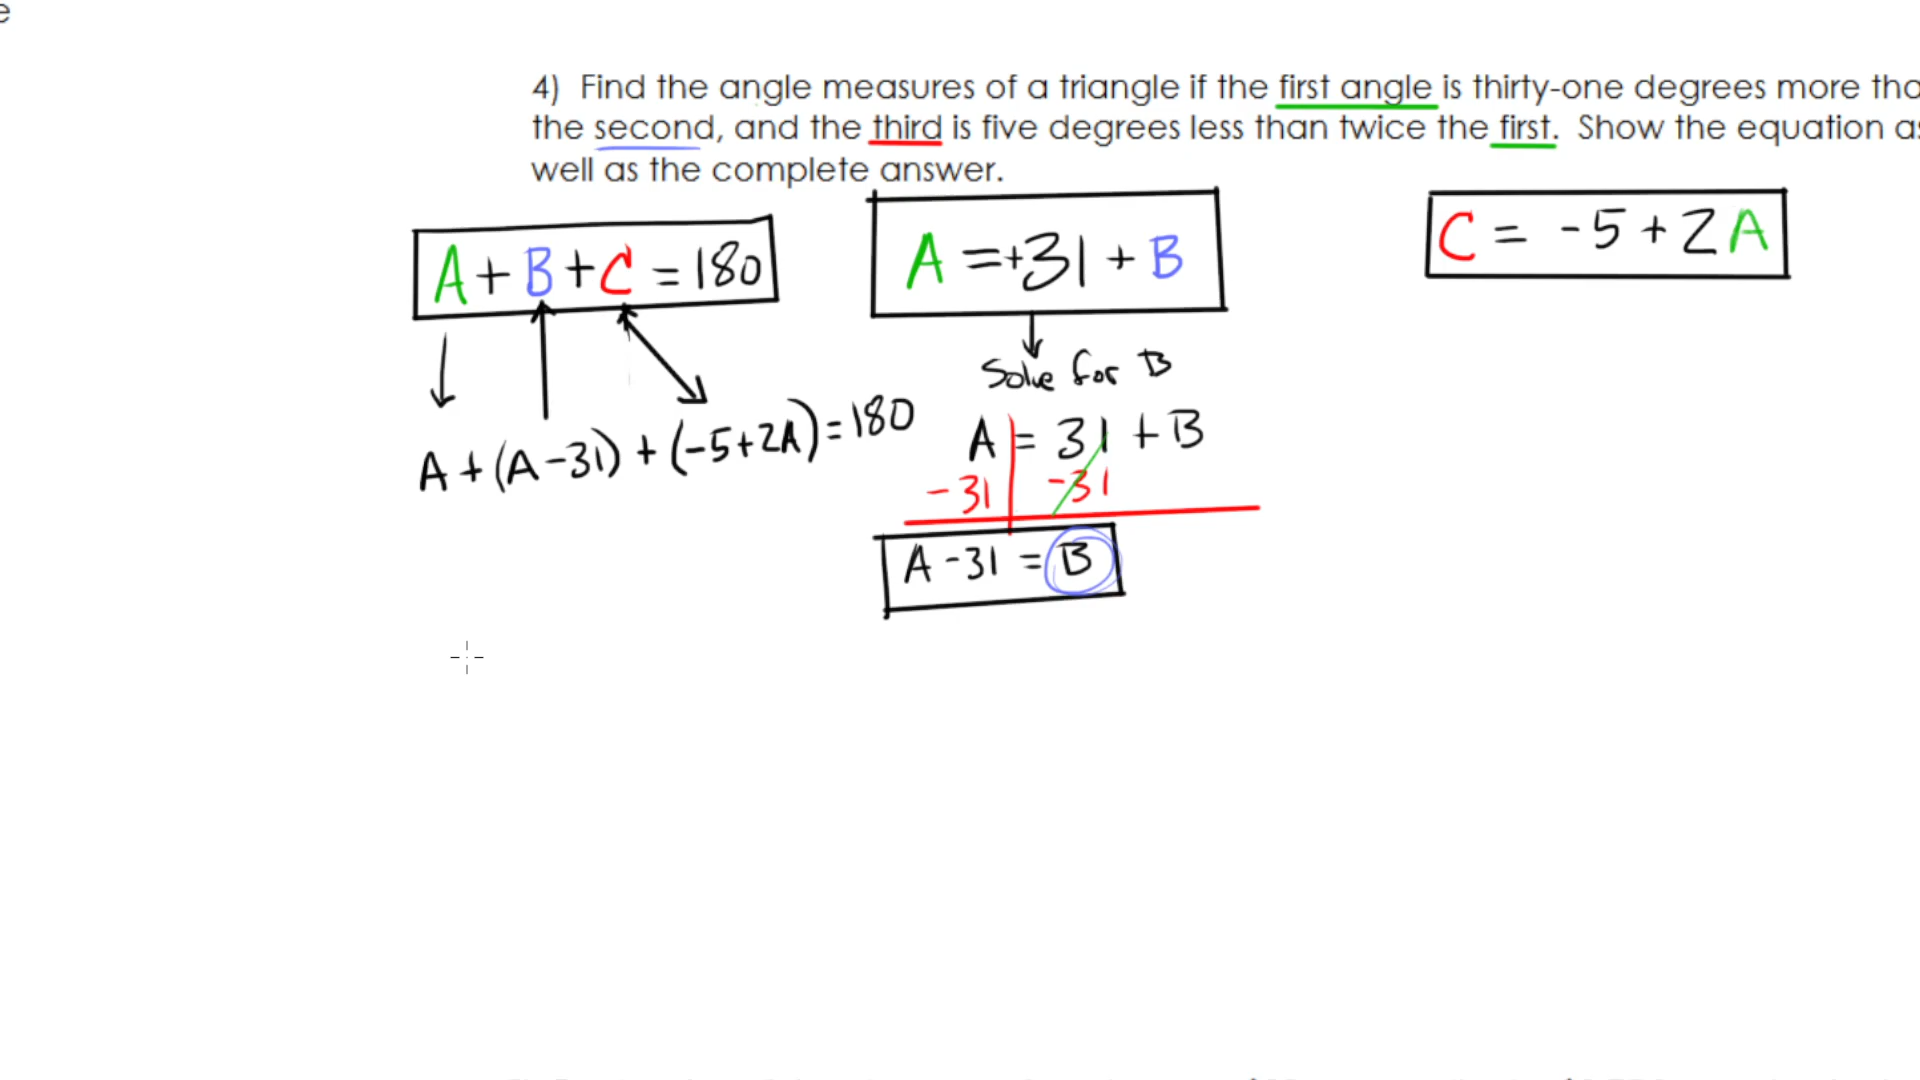 4) Find the angle measures of a triangle if the first angle is thirty-one degrees more
the second, and the third is five degrees less than twice the first. Show the equation
well as the complete answer.
A + B + C = 180
A = +31 + B
C = -5 + 2A
Solve for B
A + (A - 31) + (-5 + 2A) = 180
A = 31 + B
-31 -31
A - 31 = B